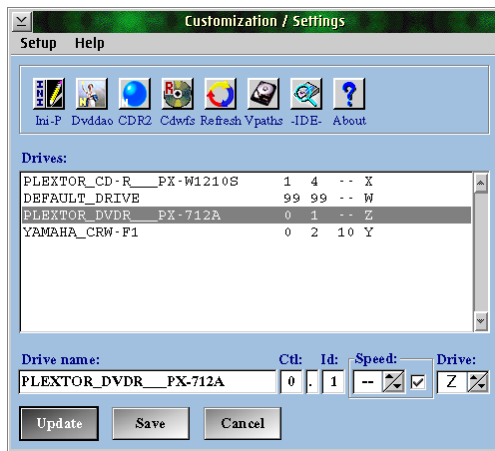 Customization / Settings
Setup Help
Ini-P Dvddao CDR2 Cdwfs Refresh Vpaths -IDE- About
Drives:
PLEXTOR_CD-R___PX-W1210S 1 4 -- X
DEFAULT_DRIVE 99 99 -- W
PLEXTOR_DVDR___PX-712A 0 1 -- Z
YAMAHA_CRW-F1 0 2 10 Y
Drive name: Ctl: Id: Speed: Drive:
PLEXTOR_DVDR___PX-712A 0 . 1 -- Z
Update Save Cancel